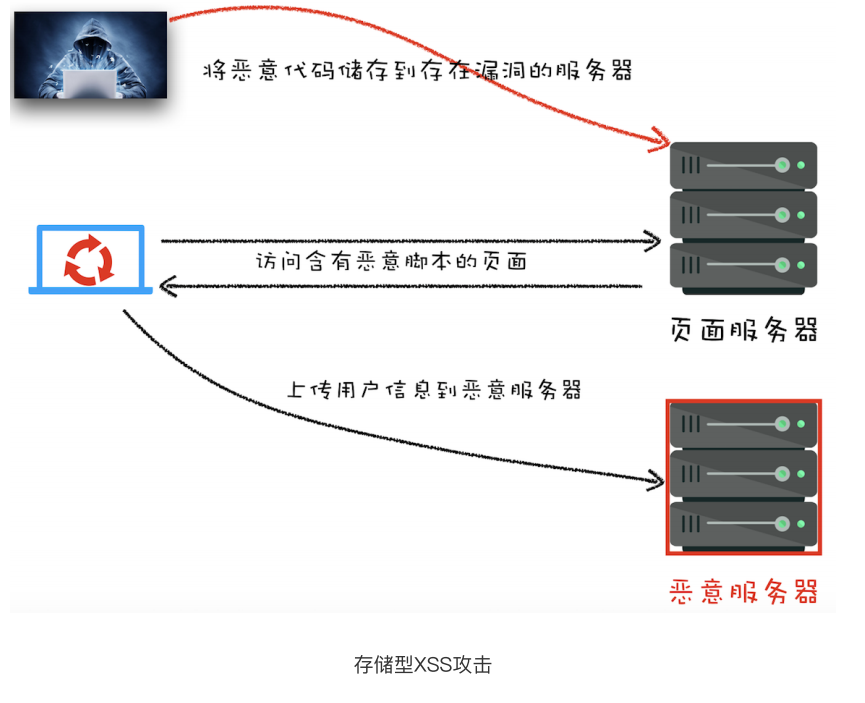 将恶意代码储存到存在漏洞的服务器
访问含有恶意脚本的页面
页面服务器
上传用户信息到恶意服务器
恶意服务器
存储型XSS攻击